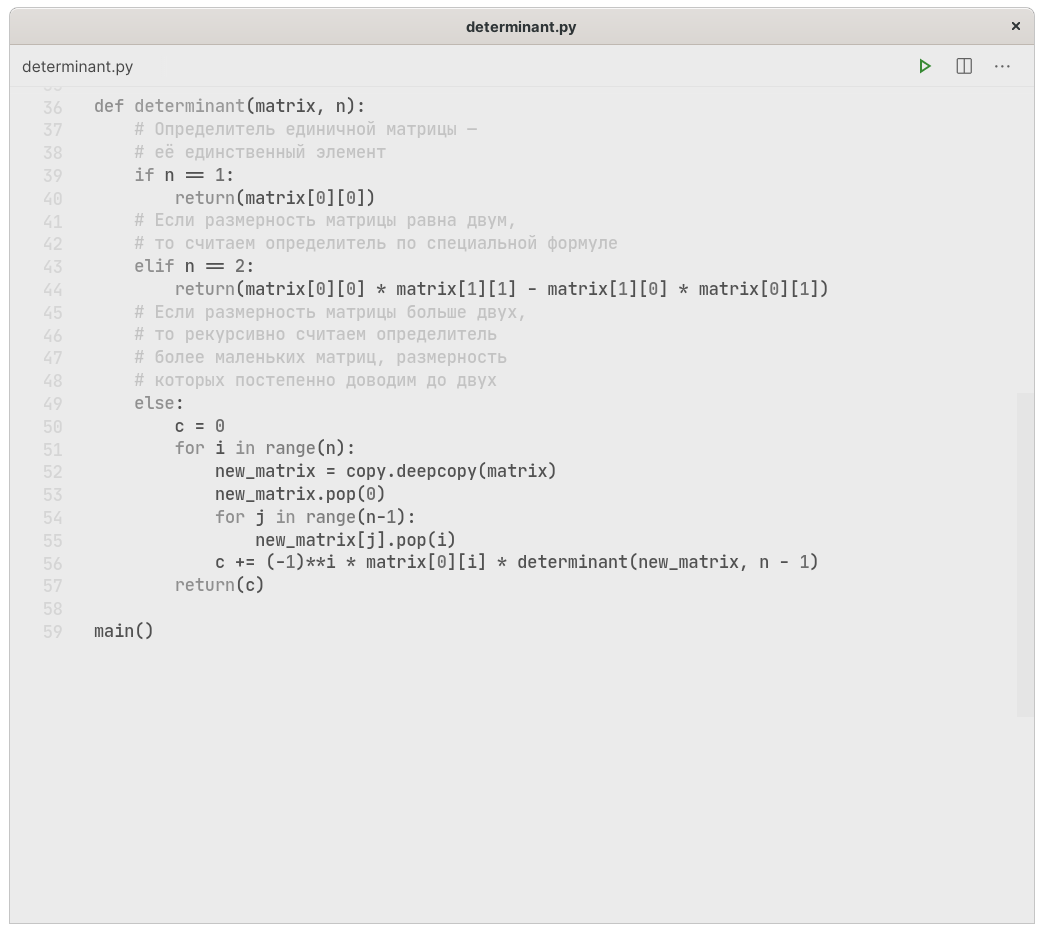 determinant.py
×
determinant.py
36 def determinant(matrix, n):
37     # Определитель единичной матрицы —
38     # её единственный элемент
39     if n == 1:
40         return(matrix[0][0])
41     # Если размерность матрицы равна двум,
42     # то считаем определитель по специальной формуле
43     elif n == 2:
44         return(matrix[0][0] * matrix[1][1] - matrix[1][0] * matrix[0][1])
45     # Если размерность матрицы больше двух,
46     # то рекурсивно считаем определитель
47     # более маленьких матриц, размерность
48     # которых постепенно доводим до двух
49     else:
50         c = 0
51         for i in range(n):
52             new_matrix = copy.deepcopy(matrix)
53             new_matrix.pop(0)
54             for j in range(n-1):
55                 new_matrix[j].pop(i)
56             c += (-1)**i * matrix[0][i] * determinant(new_matrix, n - 1)
57         return(c)
58
59 main()